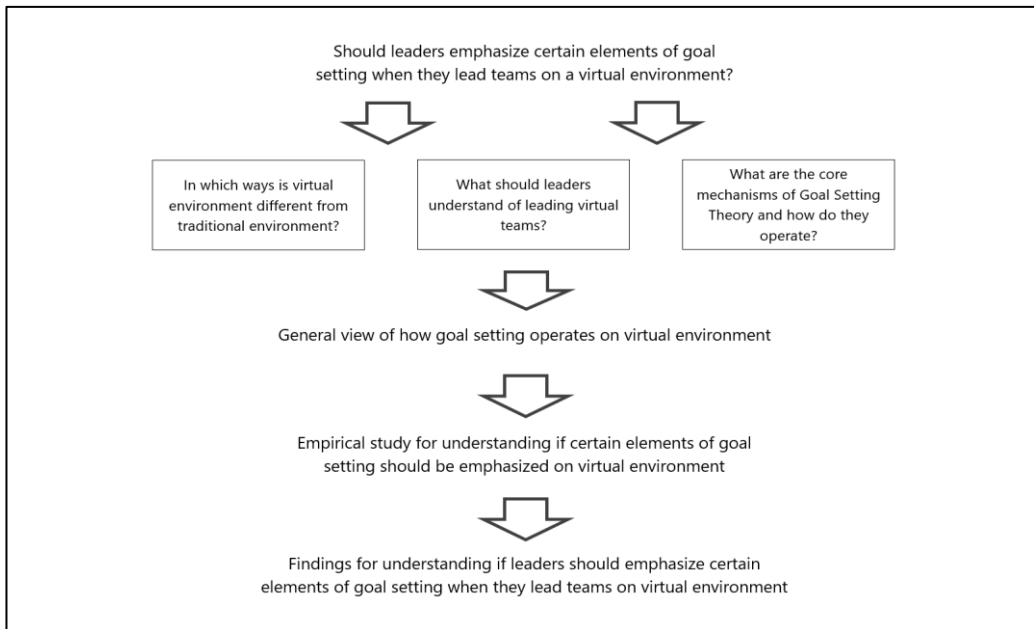 Should leaders emphasize certain elements of goal
setting when they lead teams on a virtual environment?
In which ways is virtual
environment different from
traditional environment?
What should leaders
understand of leading virtual
teams?
What are the core
mechanisms of Goal Setting
Theory and how do they
operate?
General view of how goal setting operates on virtual environment
Empirical study for understanding if certain elements of goal
setting should be emphasized on virtual environment
Findings for understanding if leaders should emphasize certain
elements of goal setting when they lead teams on virtual environment